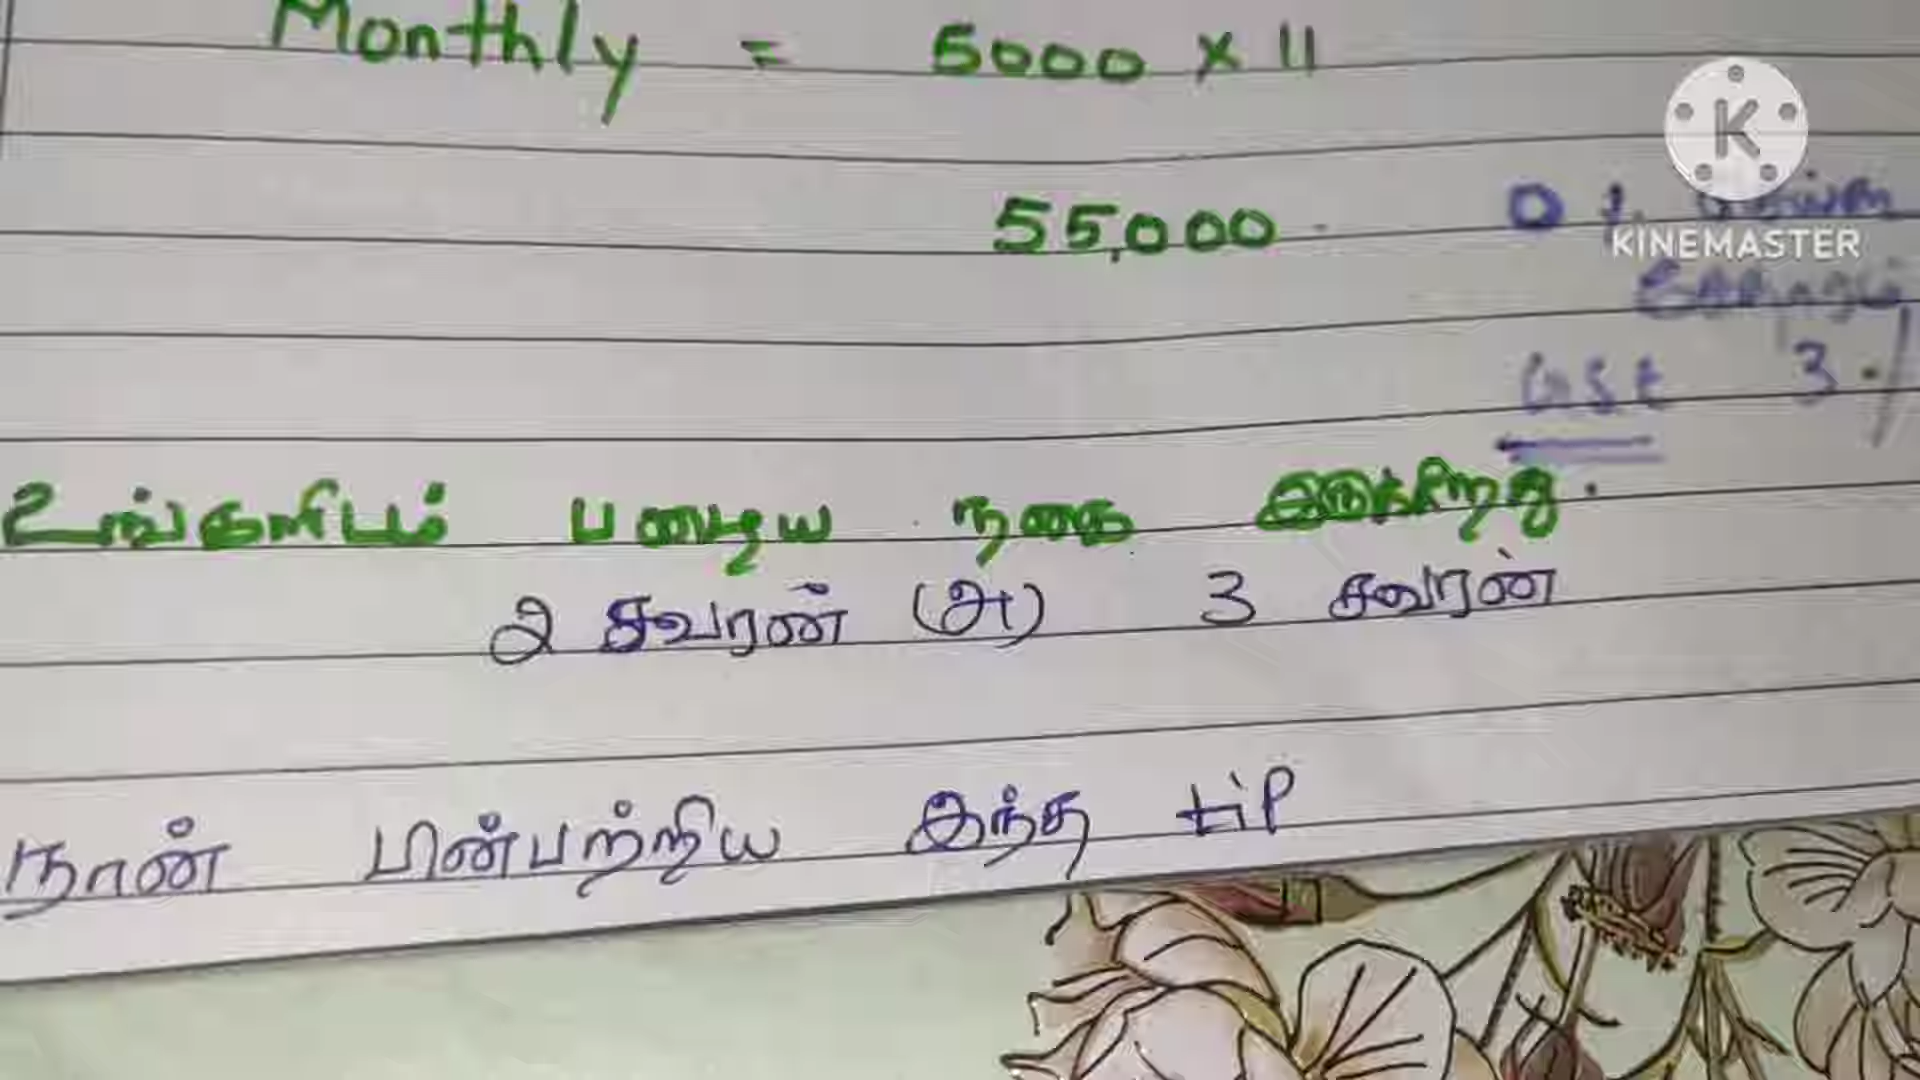 Monthly = 5000 x 11
55,000
0 %
KINEMASTER
GST 3 %
உங்களிடம் பழைய நகை இருக்கிறது.
2 சவரன் (அ) 3 சவரன்
நான் பின்பற்றிய இந்த tip